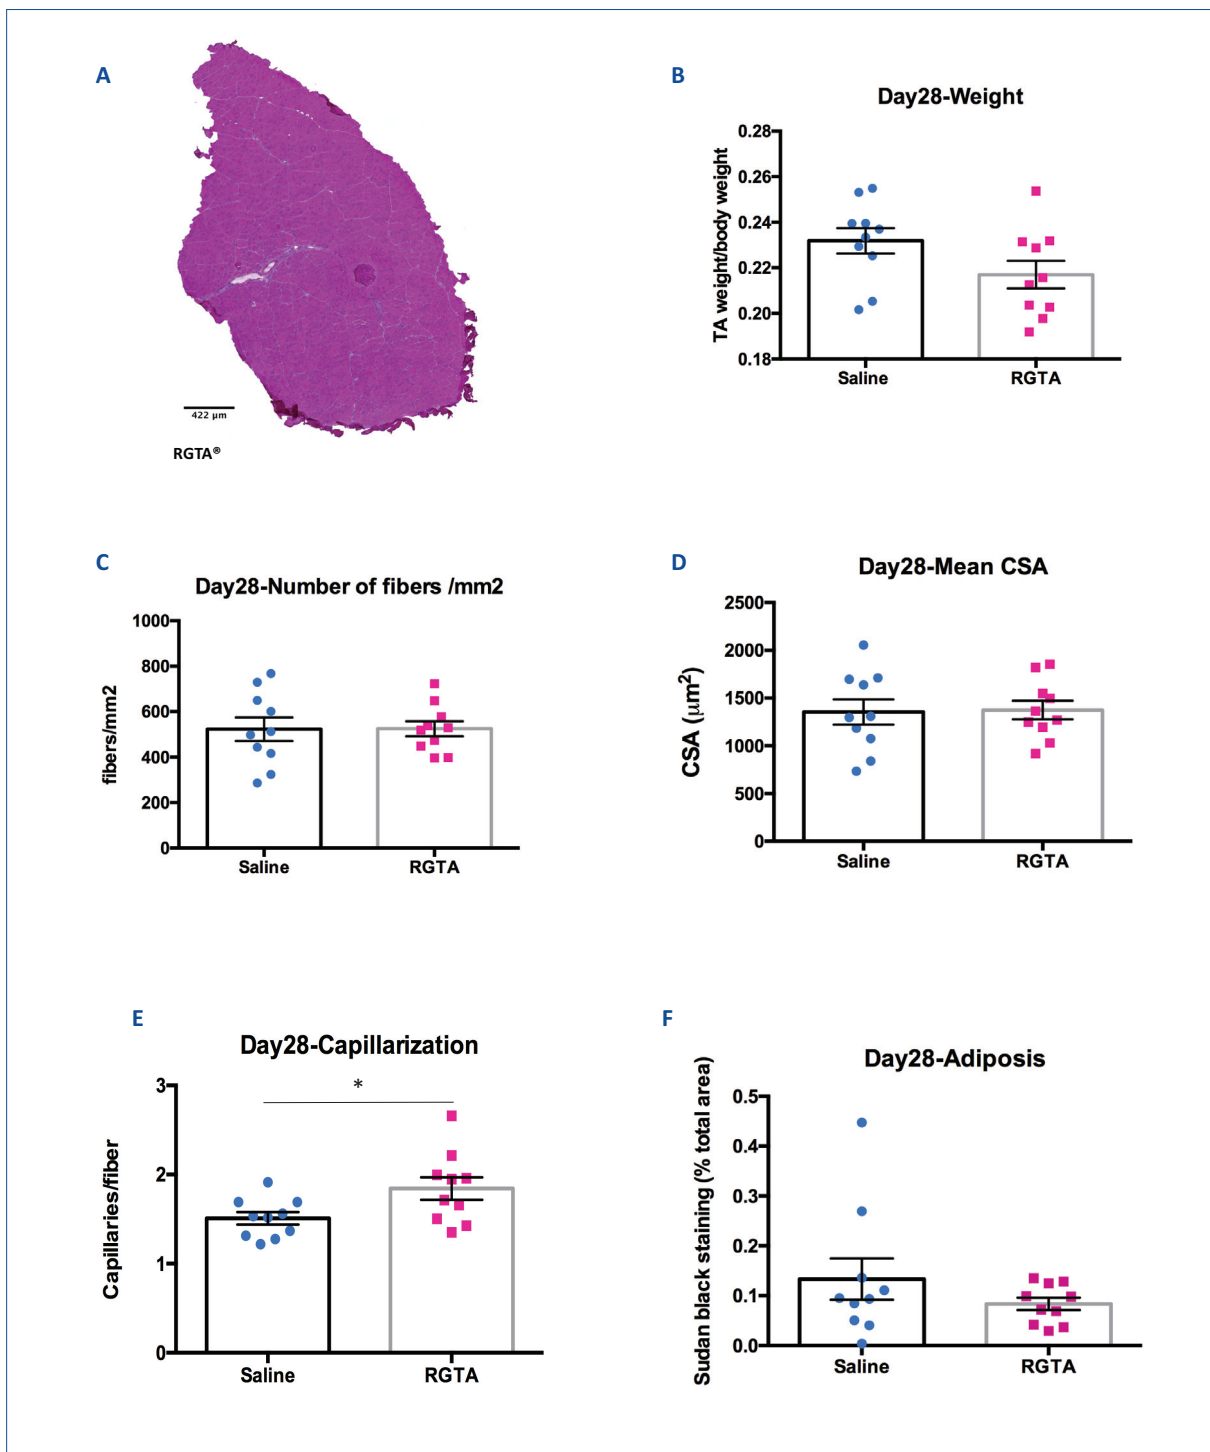 A
422 µm
RGTA®
B
Day28-Weight
TA weight/body weight
0.28
0.26
0.24
0.22
0.20
0.18
Saline RGTA
C
Day28-Number of fibers /mm2
fibers/mm2
1000
800
600
400
200
0
Saline RGTA
D
Day28-Mean CSA
CSA (µm²)
2500
2000
1500
1000
500
0
Saline RGTA
E
Day28-Capillarization
*
Capillaries/fiber
3
2
1
0
Saline RGTA
F
Day28-Adiposis
Sudan black staining (% total area)
0.5
0.4
0.3
0.2
0.1
0.0
Saline RGTA